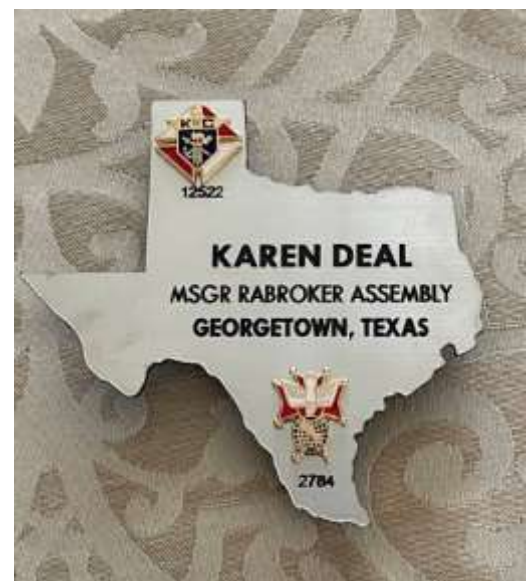 K C
12522
KAREN DEAL
MSGR RABROKER ASSEMBLY
GEORGETOWN, TEXAS
2784